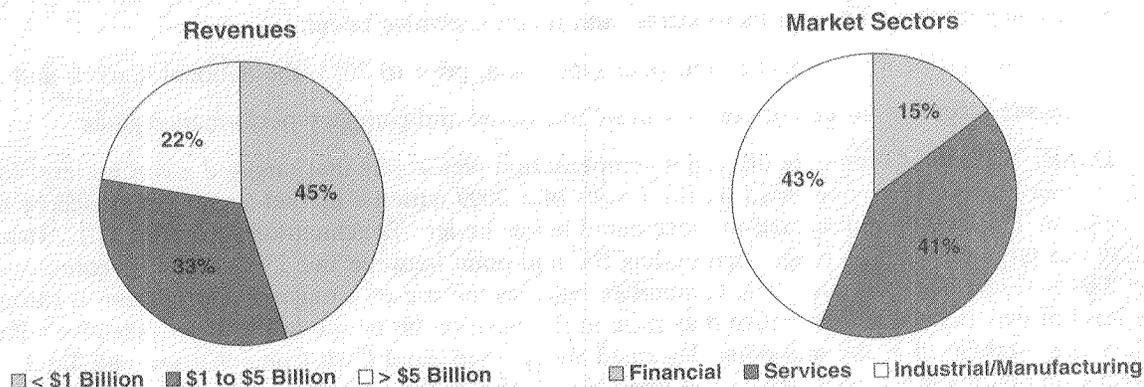 Revenues
22%
45%
33%
< $1 Billion $1 to $5 Billion > $5 Billion
Market Sectors
15%
43%
41%
Financial Services Industrial/Manufacturing